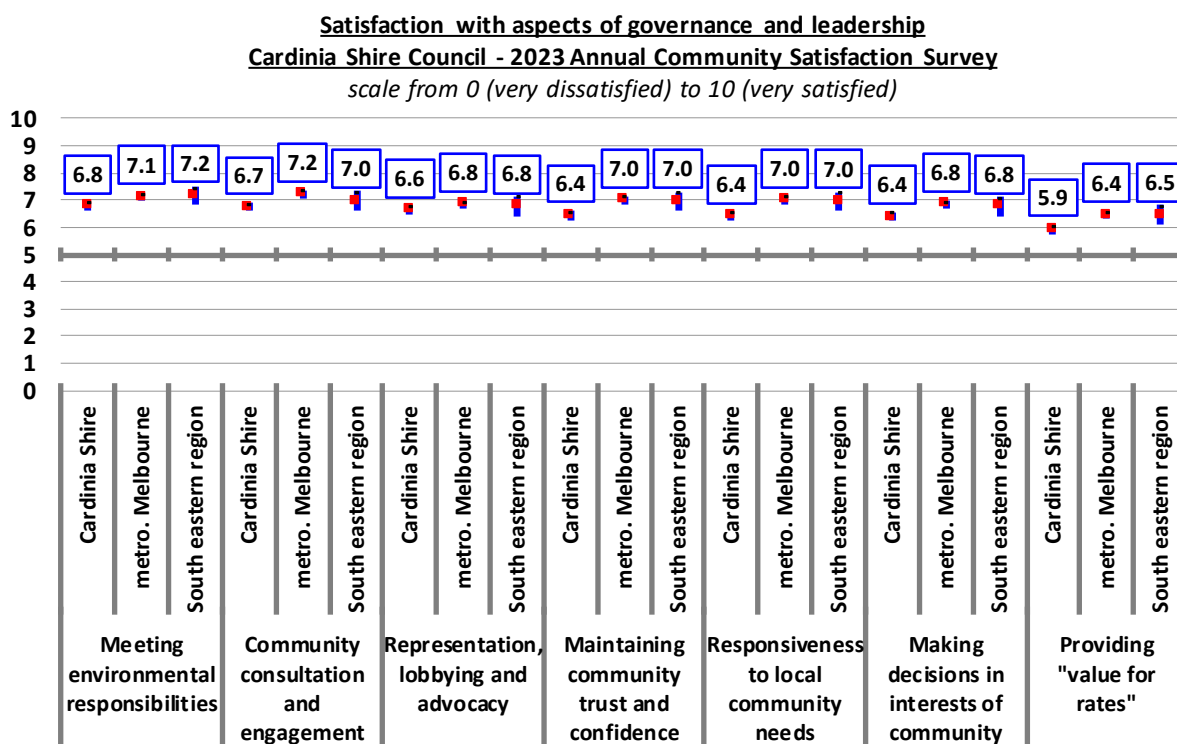 Satisfaction with aspects of governance and leadership
Cardinia Shire Council - 2023 Annual Community Satisfaction Survey
scale from 0 (very dissatisfied) to 10 (very satisfied)
10
9
8
7
6
5
4
3
2
1
0
6.8
7.1
7.2
6.7
7.2
7.0
6.6
6.8
6.8
6.4
7.0
7.0
6.4
7.0
7.0
6.4
6.8
6.8
5.9
6.4
6.5
Cardinia Shire
metro. Melbourne
South eastern region
Cardinia Shire
metro. Melbourne
South eastern region
Cardinia Shire
metro. Melbourne
South eastern region
Cardinia Shire
metro. Melbourne
South eastern region
Cardinia Shire
metro. Melbourne
South eastern region
Cardinia Shire
metro. Melbourne
South eastern region
Cardinia Shire
metro. Melbourne
South eastern region
Meeting
environmental
responsibilities
Community
consultation
and
engagement
Representation,
lobbying and
advocacy
Maintaining
community
trust and
confidence
Responsiveness
to local
community
needs
Making
decisions in
interests of
community
Providing
"value for
rates"